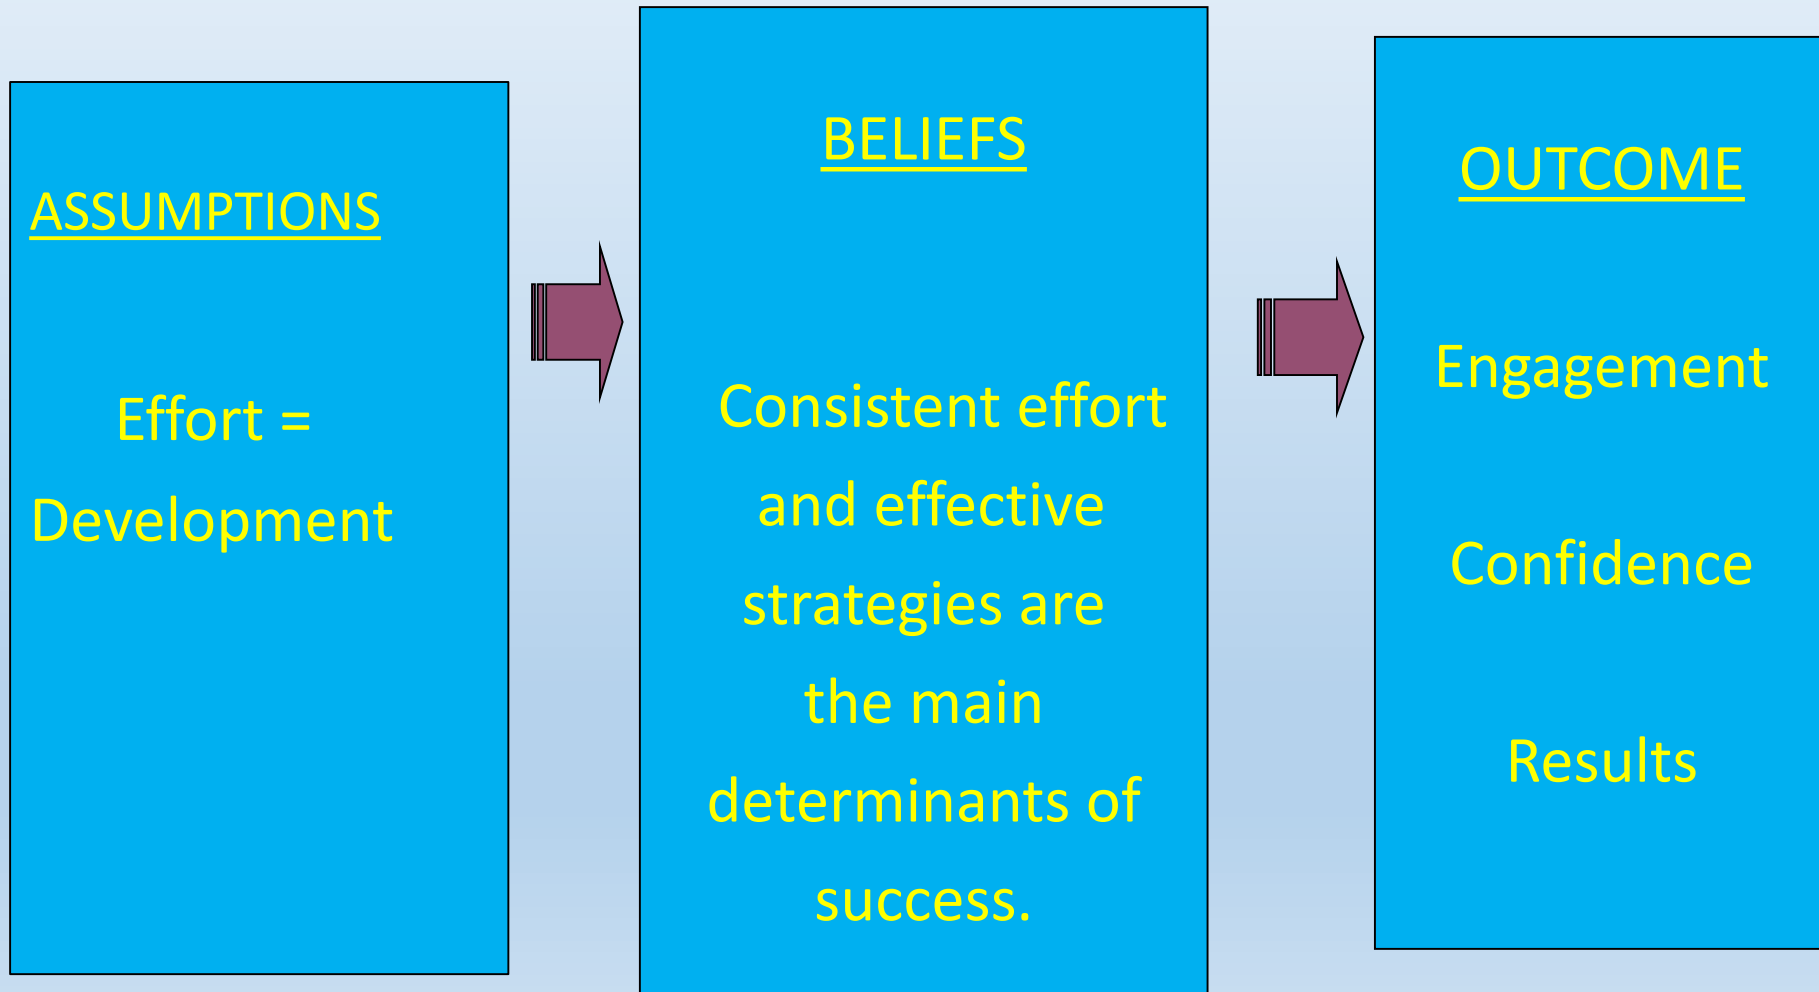 ASSUMPTIONS
Effort =
Development
BELIEFS
Consistent effort
and effective
strategies are
the main
determinants of
success.
OUTCOME
Engagement
Confidence
Results